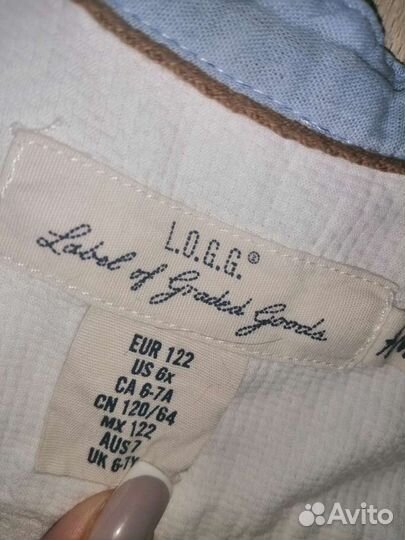 L.O.G.G.®
Label of Graded Goods
EUR 122
US 6X
CA 6-7A
CN 120/64
MX 122
AUS 7
UK 6-7Y
Avito